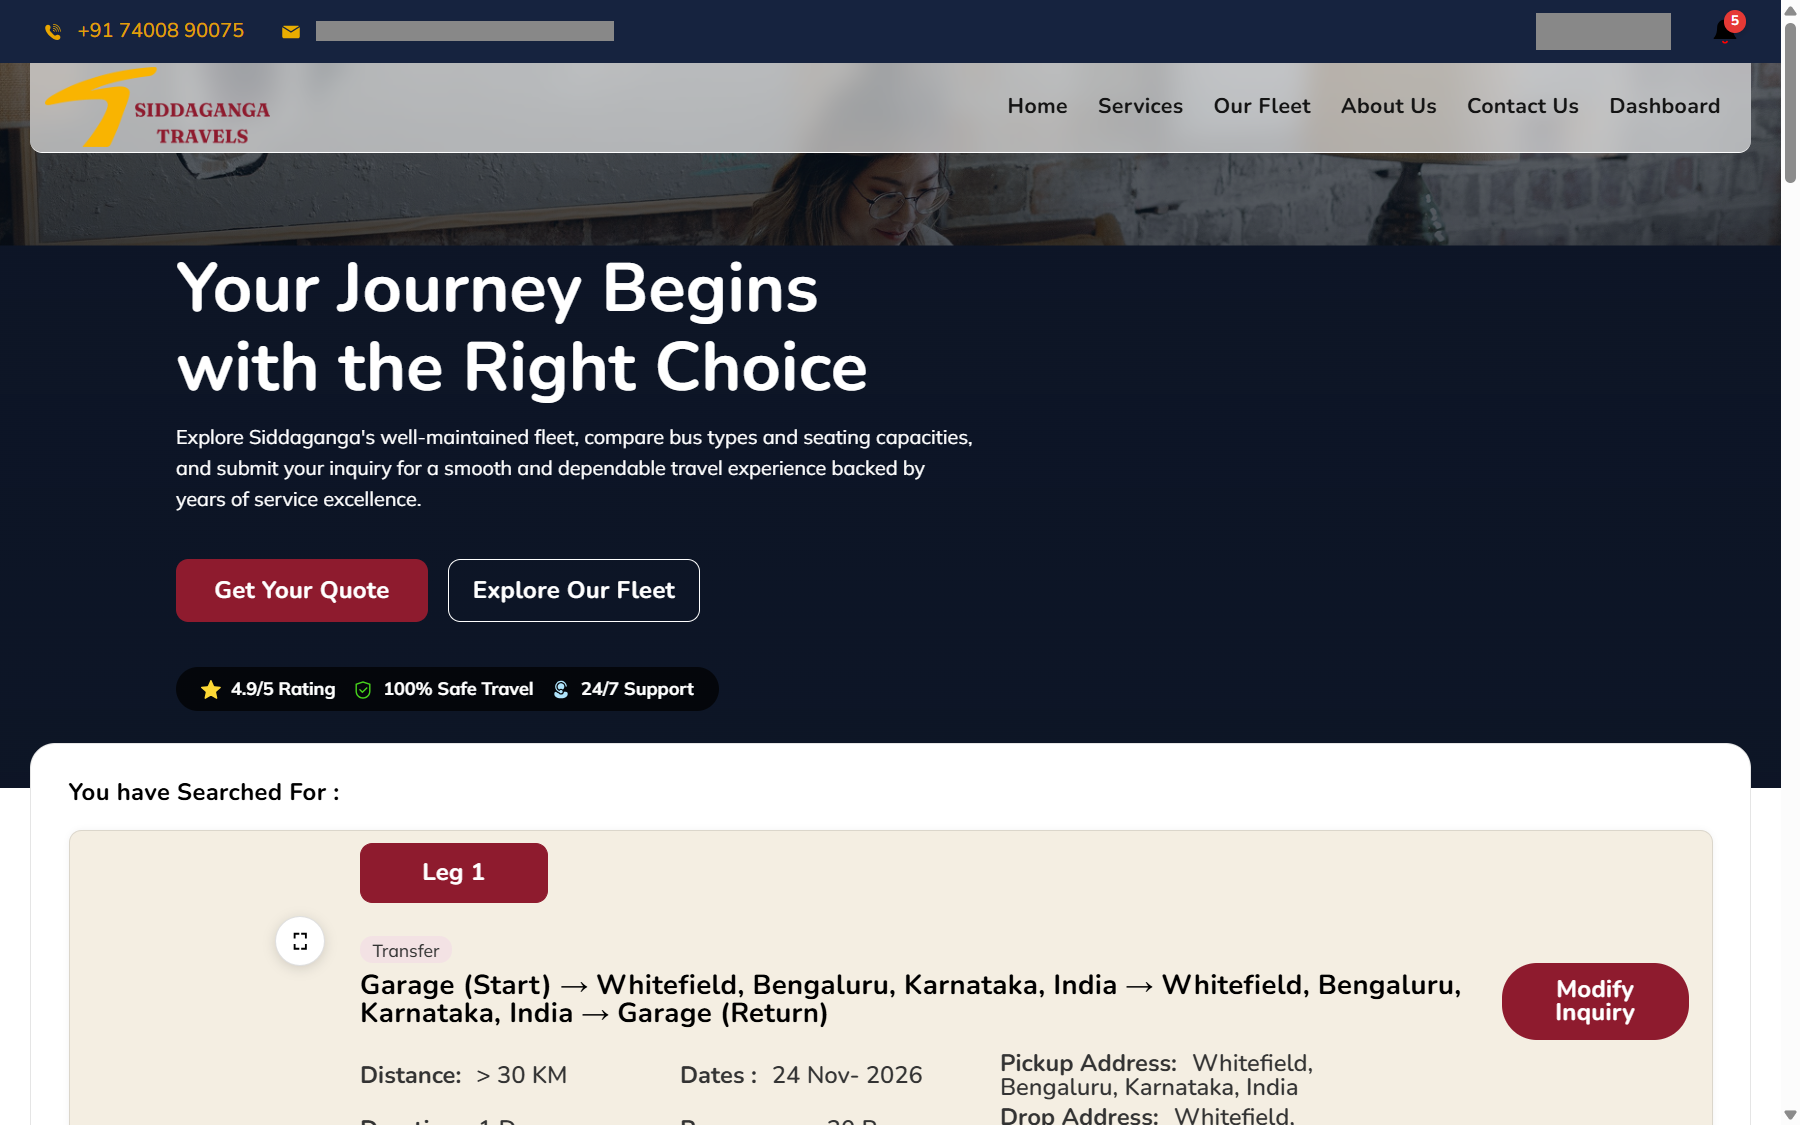 +91 74008 90075
5
SIDDAGANGA
TRAVELS
Home Services Our Fleet About Us Contact Us Dashboard
Your Journey Begins
with the Right Choice
Explore Siddaganga's well-maintained fleet, compare bus types and seating capacities,
and submit your inquiry for a smooth and dependable travel experience backed by
years of service excellence.
Get Your Quote Explore Our Fleet
4.9/5 Rating 100% Safe Travel 24/7 Support
You have Searched For :
Leg 1
Transfer
Garage (Start) → Whitefield, Bengaluru, Karnataka, India → Whitefield, Bengaluru,
Karnataka, India → Garage (Return)
Modify
Inquiry
Distance: > 30 KM
Dates : 24 Nov- 2026
Pickup Address: Whitefield,
Bengaluru, Karnataka, India
Drop Address: Whitefield,